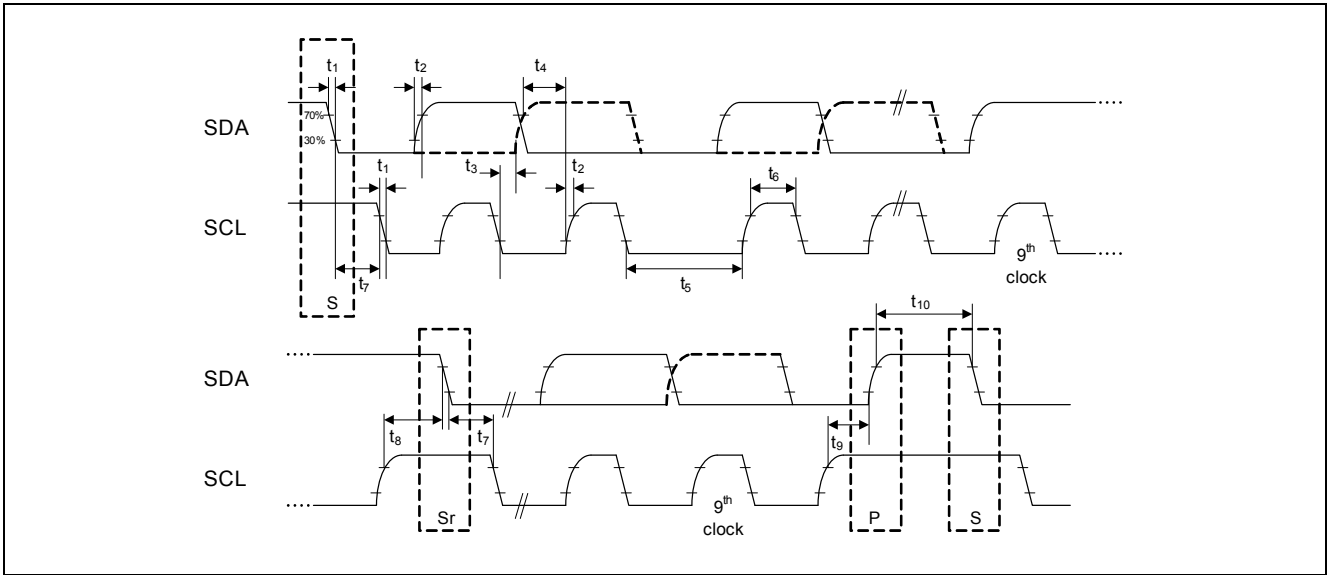 t1 t2 t4
70%
SDA
30%
t1 t3 t2 t6
SCL
9th
clock
t7 t5
S
t10
SDA
t8 t7 t9
SCL
9th
clock
Sr P S